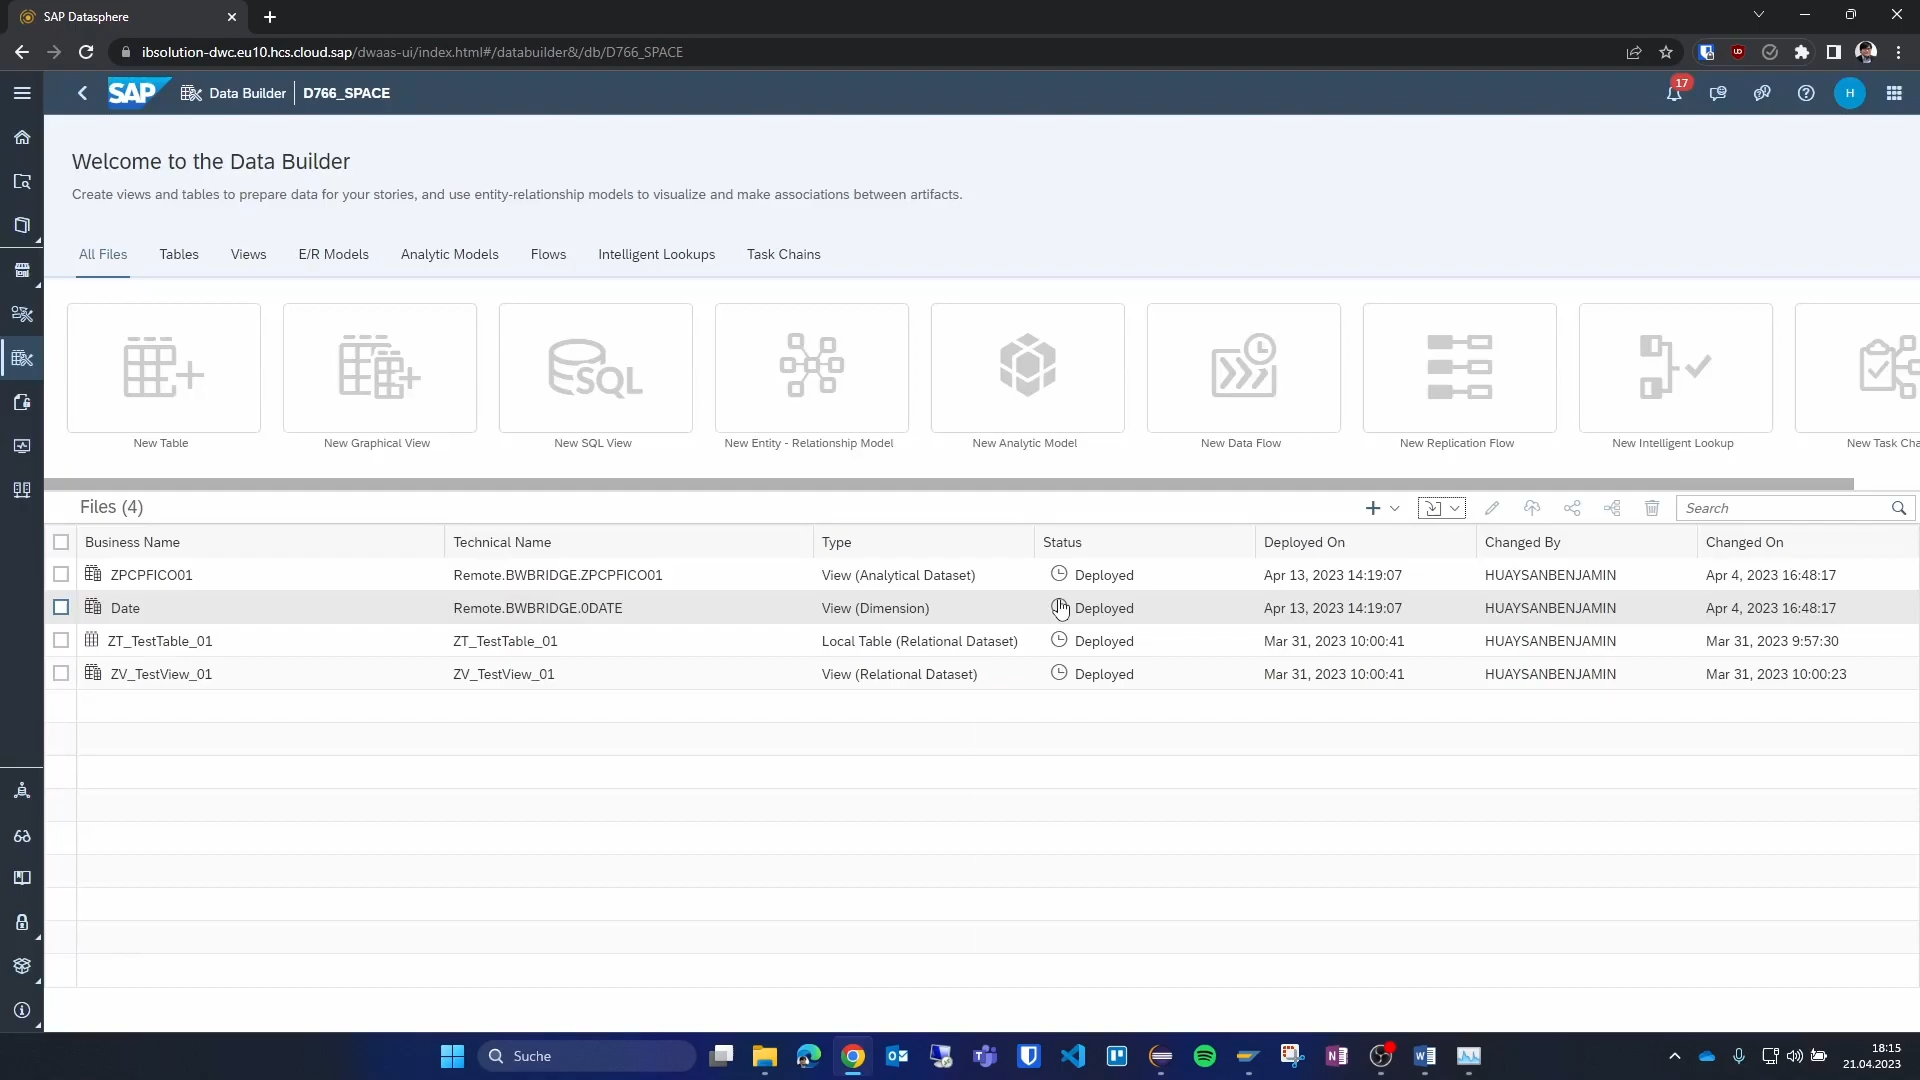 SAP Datasphere
ibsolution-dwc.eu10.hcs.cloud.sap/dwaas-ui/index.html#/databuilder&/db/D766_SPACE
SAP Data Builder D766_SPACE
17
H
Welcome to the Data Builder
Create views and tables to prepare data for your stories, and use entity-relationship models to visualize and make associations between artifacts.
All Files Tables Views E/R Models Analytic Models Flows Intelligent Lookups Task Chains
SQL
New Table New Graphical View New SQL View New Entity - Relationship Model New Analytic Model New Data Flow New Replication Flow New Intelligent Lookup New Task Cha
Files (4) Search
Business Name Technical Name Type Status Deployed On Changed By Changed On
ZPCPFICO01 Remote.BWBRIDGE.ZPCPFICO01 View (Analytical Dataset) Deployed Apr 13, 2023 14:19:07 HUAYSANBENJAMIN Apr 4, 2023 16:48:17
Date Remote.BWBRIDGE.0DATE View (Dimension) Deployed Apr 13, 2023 14:19:07 HUAYSANBENJAMIN Apr 4, 2023 16:48:17
ZT_TestTable_01 ZT_TestTable_01 Local Table (Relational Dataset) Deployed Mar 31, 2023 10:00:41 HUAYSANBENJAMIN Mar 31, 2023 9:57:30
ZV_TestView_01 ZV_TestView_01 View (Relational Dataset) Deployed Mar 31, 2023 10:00:41 HUAYSANBENJAMIN Mar 31, 2023 10:00:23
Suche
18:15
21.04.2023